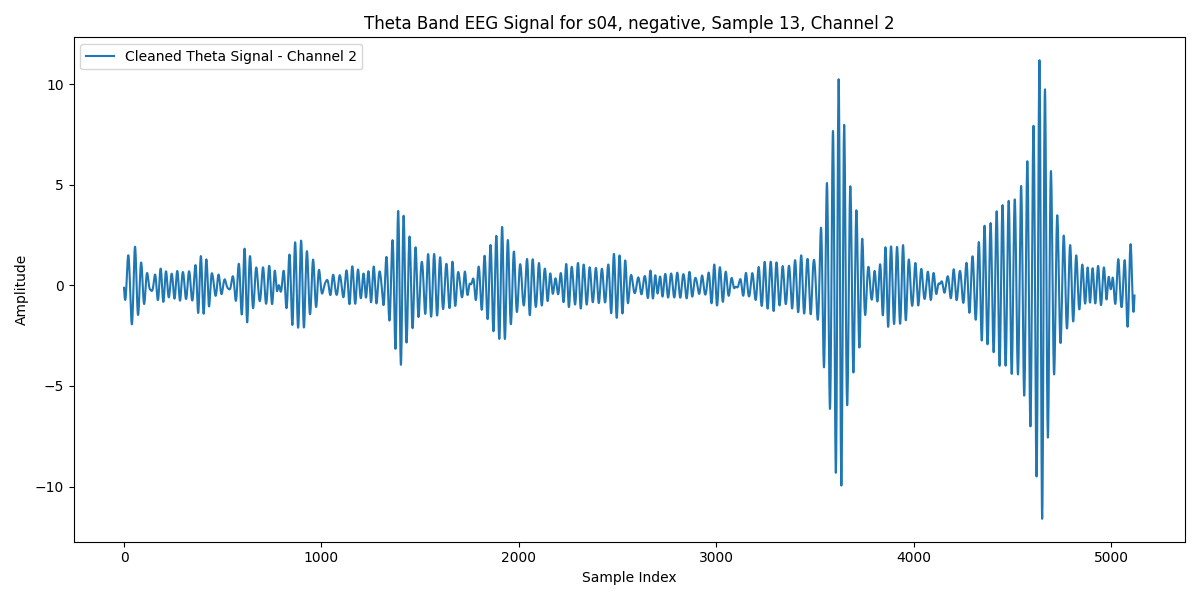 Theta Band EEG Signal for s04, negative, Sample 13, Channel 2
Cleaned Theta Signal - Channel 2
Amplitude
10
5
0
−5
−10
0 1000 2000 3000 4000 5000
Sample Index